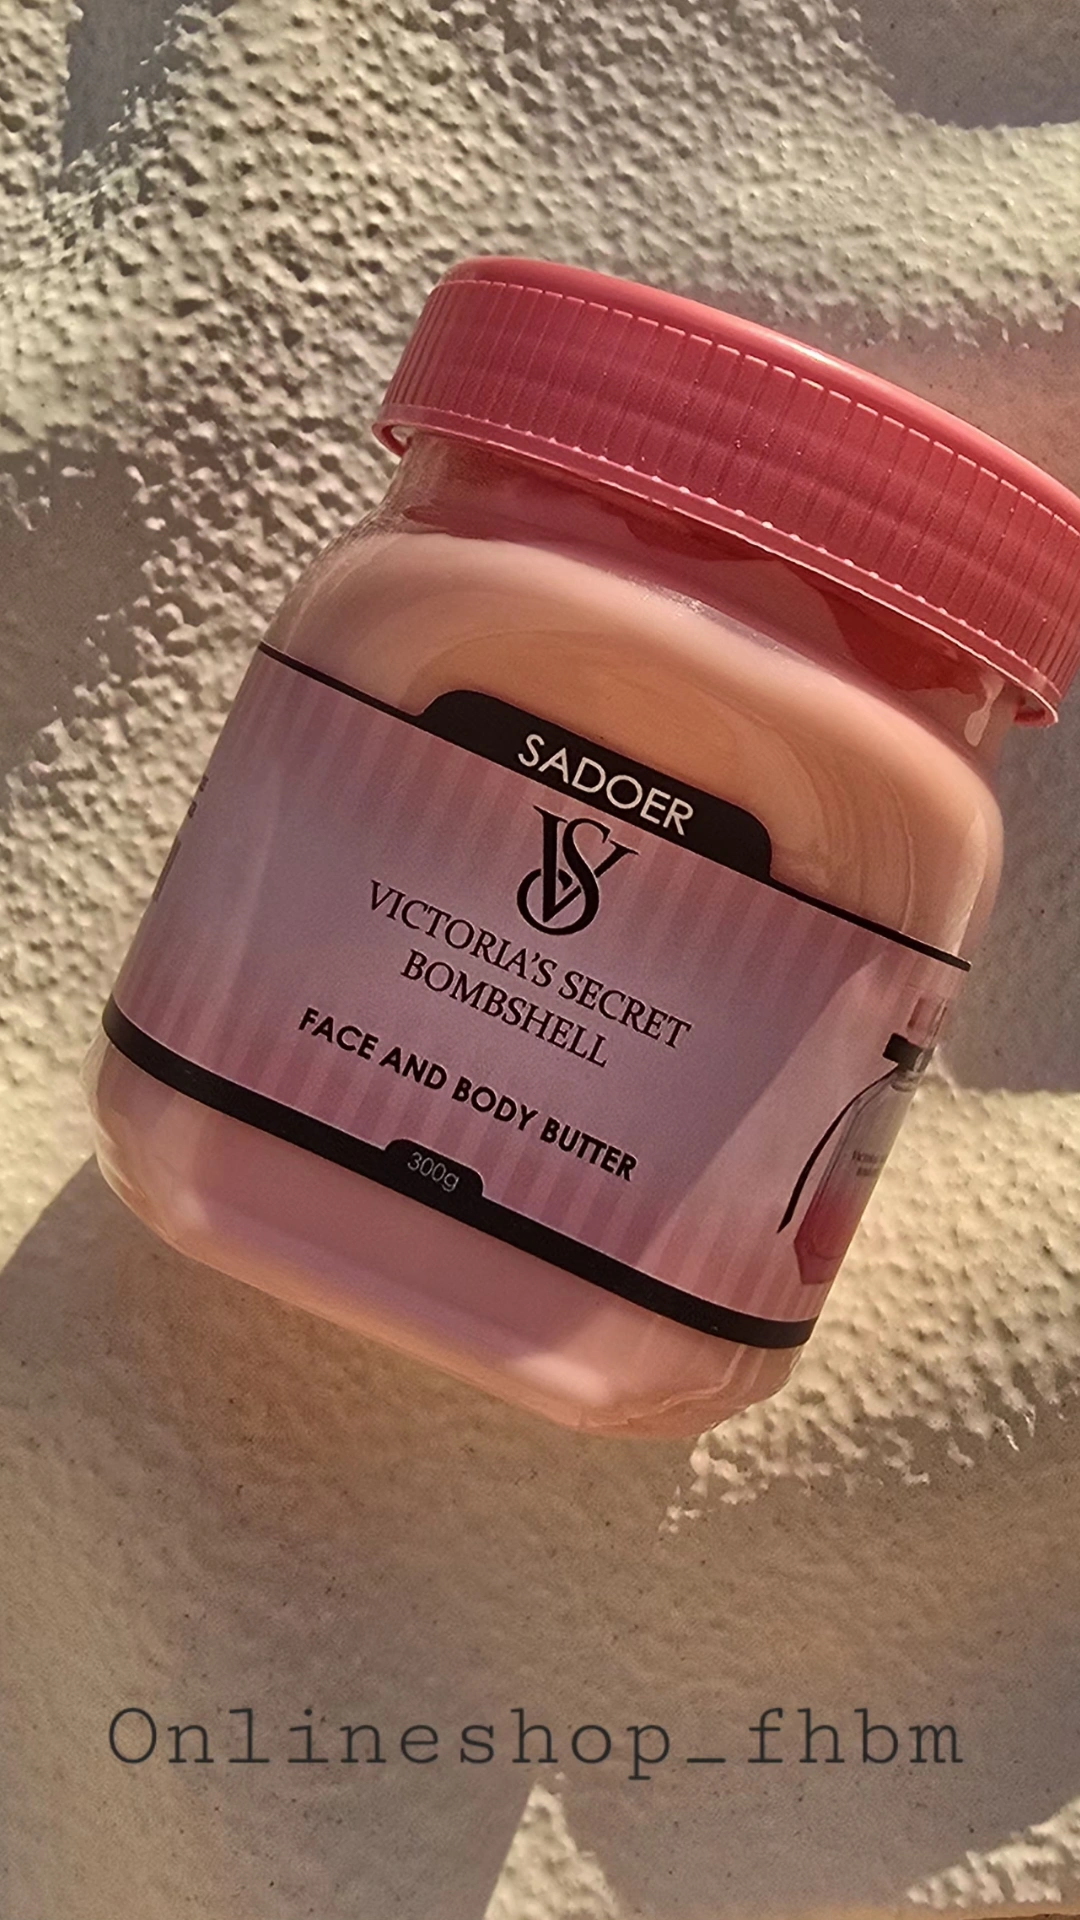 SADOER
VS
VICTORIA'S SECRET
BOMBSHELL
FACE AND BODY BUTTER
300g
Onlineshop_fhbm